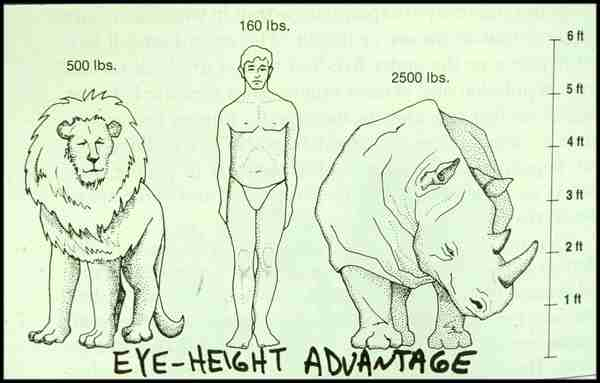 160 lbs.
500 lbs.
2500 lbs.
6 ft
5 ft
4 ft
3 ft
2 ft
1 ft
EYE-HEIGHT ADVANTAGE